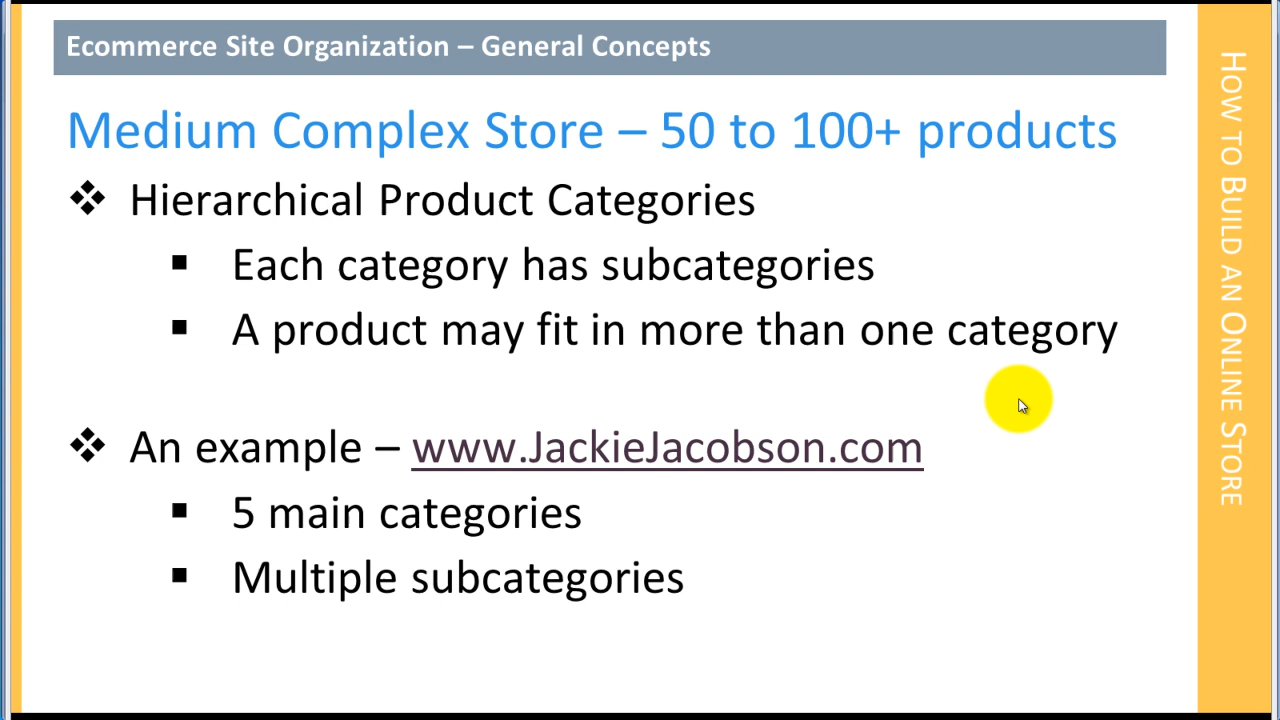 Ecommerce Site Organization – General Concepts
Medium Complex Store – 50 to 100+ products
❖ Hierarchical Product Categories
▪ Each category has subcategories
▪ A product may fit in more than one category
❖ An example – www.JackieJacobson.com
▪ 5 main categories
▪ Multiple subcategories
HOW TO BUILD AN ONLINE STORE